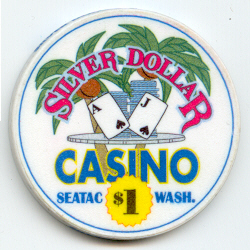 SILVER DOLLAR
A J
CASINO
SEATAC $1 WASH.